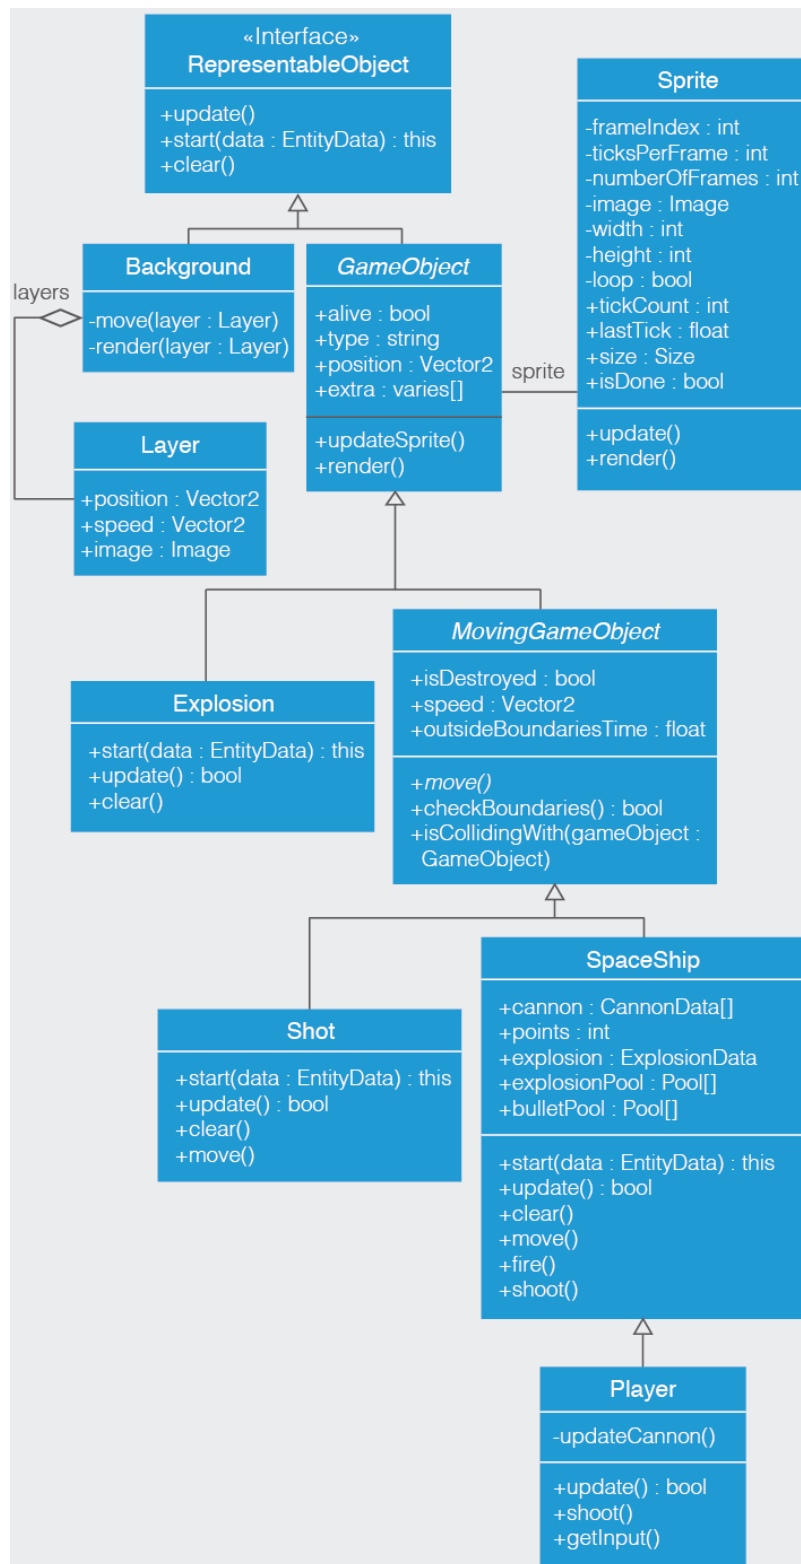 «Interface»
RepresentableObject
+update()
+start(data : EntityData) : this
+clear()
Sprite
-frameIndex : int
-ticksPerFrame : int
-numberOfFrames : int
-image : Image
-width : int
-height : int
-loop : bool
+tickCount : int
+lastTick : float
+size : Size
+isDone : bool
+update()
+render()
Background
-move(layer : Layer)
-render(layer : Layer)
layers
GameObject
+alive : bool
+type : string
+position : Vector2
+extra : varies[]
+updateSprite()
+render()
sprite
Layer
+position : Vector2
+speed : Vector2
+image : Image
MovingGameObject
+isDestroyed : bool
+speed : Vector2
+outsideBoundariesTime : float
+move()
+checkBoundaries() : bool
+isCollidingWith(gameObject :
GameObject)
Explosion
+start(data : EntityData) : this
+update() : bool
+clear()
SpaceShip
+cannon : CannonData[]
+points : int
+explosion : ExplosionData
+explosionPool : Pool[]
+bulletPool : Pool[]
+start(data : EntityData) : this
+update() : bool
+clear()
+move()
+fire()
+shoot()
Shot
+start(data : EntityData) : this
+update() : bool
+clear()
+move()
Player
-updateCannon()
+update() : bool
+shoot()
+getInput()